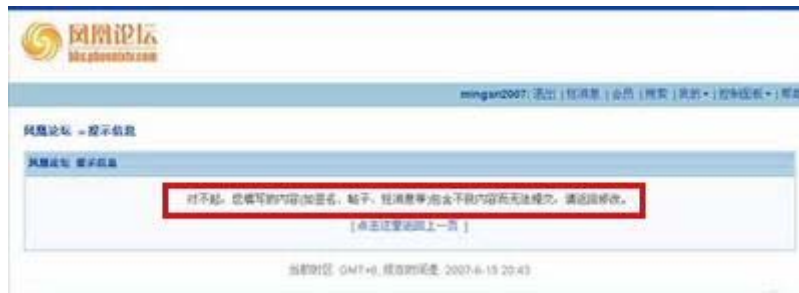 凤凰论坛
bbs.phoenixtv.com
mingan2007: 退出 | 短消息 | 会员 | 搜索 | 我的 | 控制面板 | 帮助
凤凰论坛 » 提示信息
凤凰论坛 提示信息
对不起，您填写的内容(如签名、帖子、短消息等)包含不良内容而无法提交，请返回修改。
[ 点击这里返回上一页 ]
当前时区 GMT+8, 现在时间是 2007-6-15 20:43